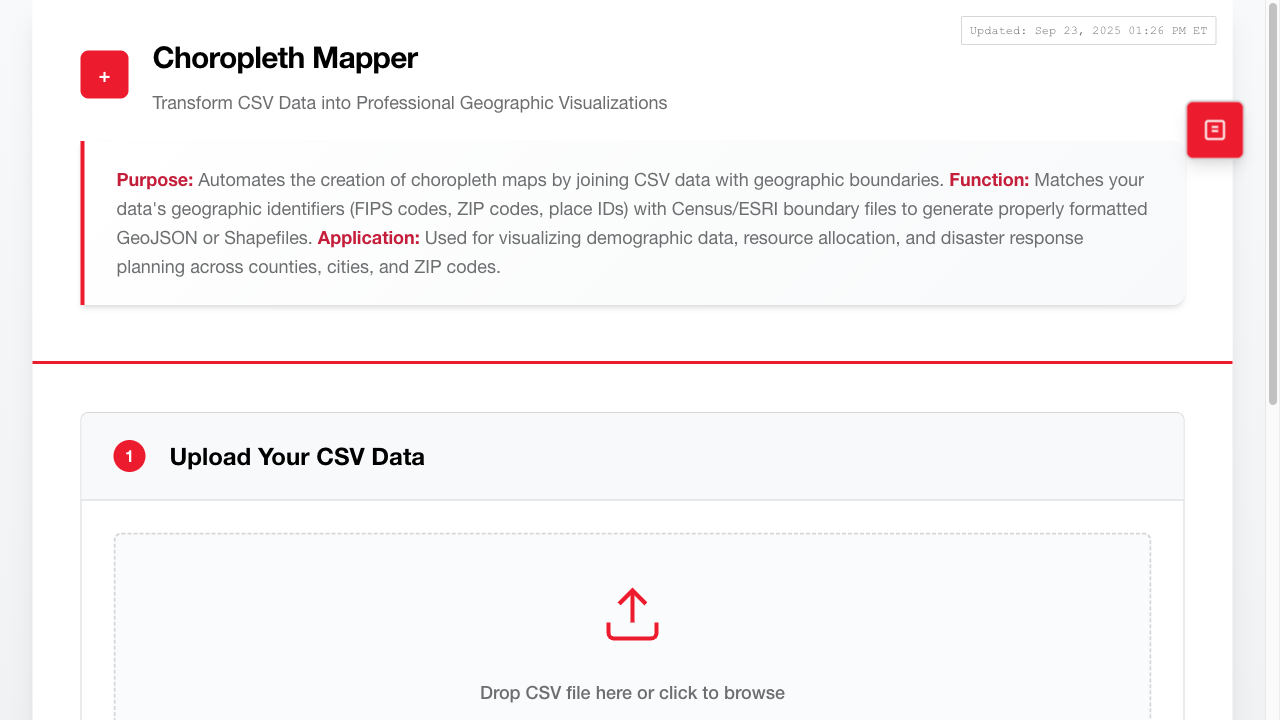 Updated: Sep 23, 2025 01:26 PM ET
+
Choropleth Mapper
Transform CSV Data into Professional Geographic Visualizations
Purpose: Automates the creation of choropleth maps by joining CSV data with geographic boundaries. Function: Matches your
data's geographic identifiers (FIPS codes, ZIP codes, place IDs) with Census/ESRI boundary files to generate properly formatted
GeoJSON or Shapefiles. Application: Used for visualizing demographic data, resource allocation, and disaster response
planning across counties, cities, and ZIP codes.
1 Upload Your CSV Data
Drop CSV file here or click to browse